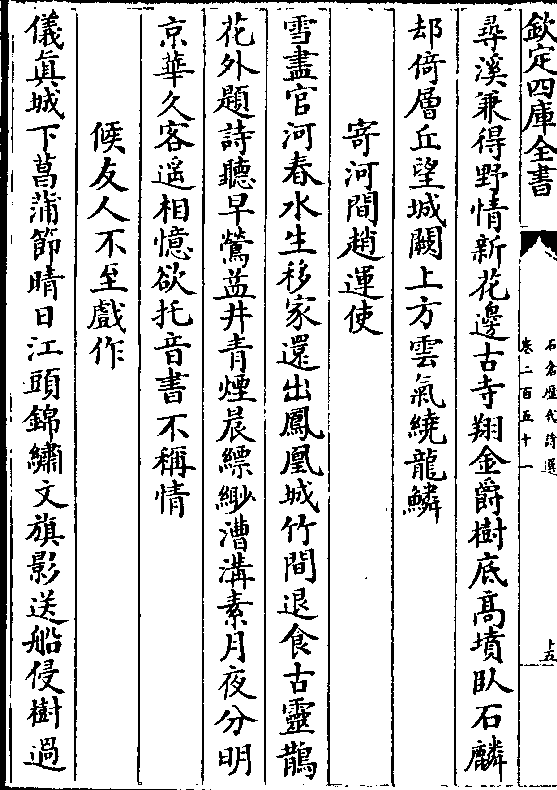 欽定四庫全書
石倉歷代詩選
卷二百五十一
十五
尋溪兼得野情新花邊古寺翔金爵樹底高墳臥石麟
却倚層丘望城闕上方雲氣繞龍鱗
寄河間趙運使
雪盡官河春水生移家還出鳳凰城竹間退食古靈鵲
花外題詩聽早鶯益井青煙晨縹緲漕溝素月夜分明
京華久客遥相憶欲托音書不稱情
候友人不至戲作
儀真城下菖蒲節晴日江頭錦繡文旗影送船侵樹過